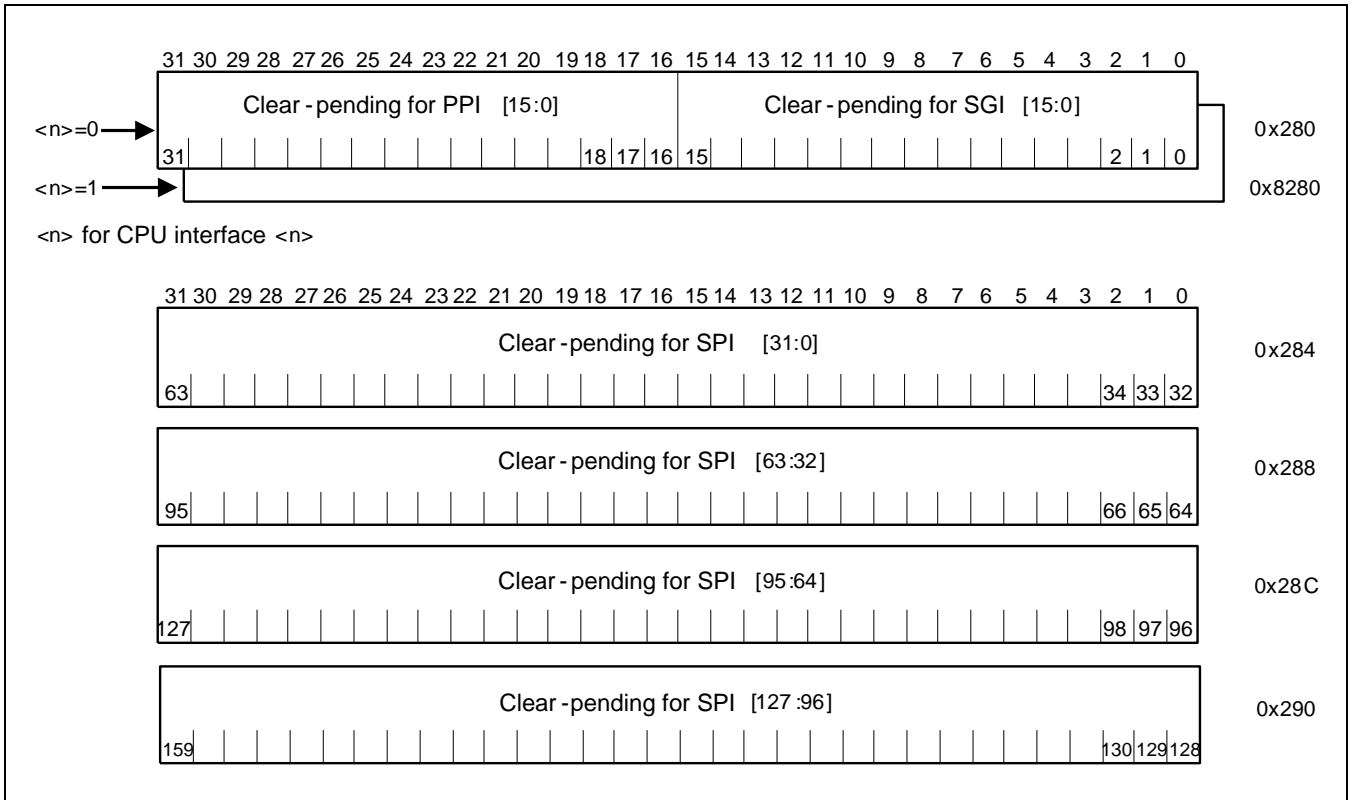 31 30 29 28 27 26 25 24 23 22 21 20 19 18 17 16 15 14 13 12 11 10 9 8 7 6 5 4 3 2 1 0
Clear-pending for PPI [15:0] Clear-pending for SGI [15:0]
<n>=0 0x280
31 18 17 16 15 2 1 0
<n>=1 0x8280
<n> for CPU interface <n>
31 30 29 28 27 26 25 24 23 22 21 20 19 18 17 16 15 14 13 12 11 10 9 8 7 6 5 4 3 2 1 0
Clear-pending for SPI [31:0] 0x284
63 34 33 32
Clear-pending for SPI [63:32] 0x288
95 66 65 64
Clear-pending for SPI [95:64] 0x28C
127 98 97 96
Clear-pending for SPI [127:96] 0x290
159 130 129 128